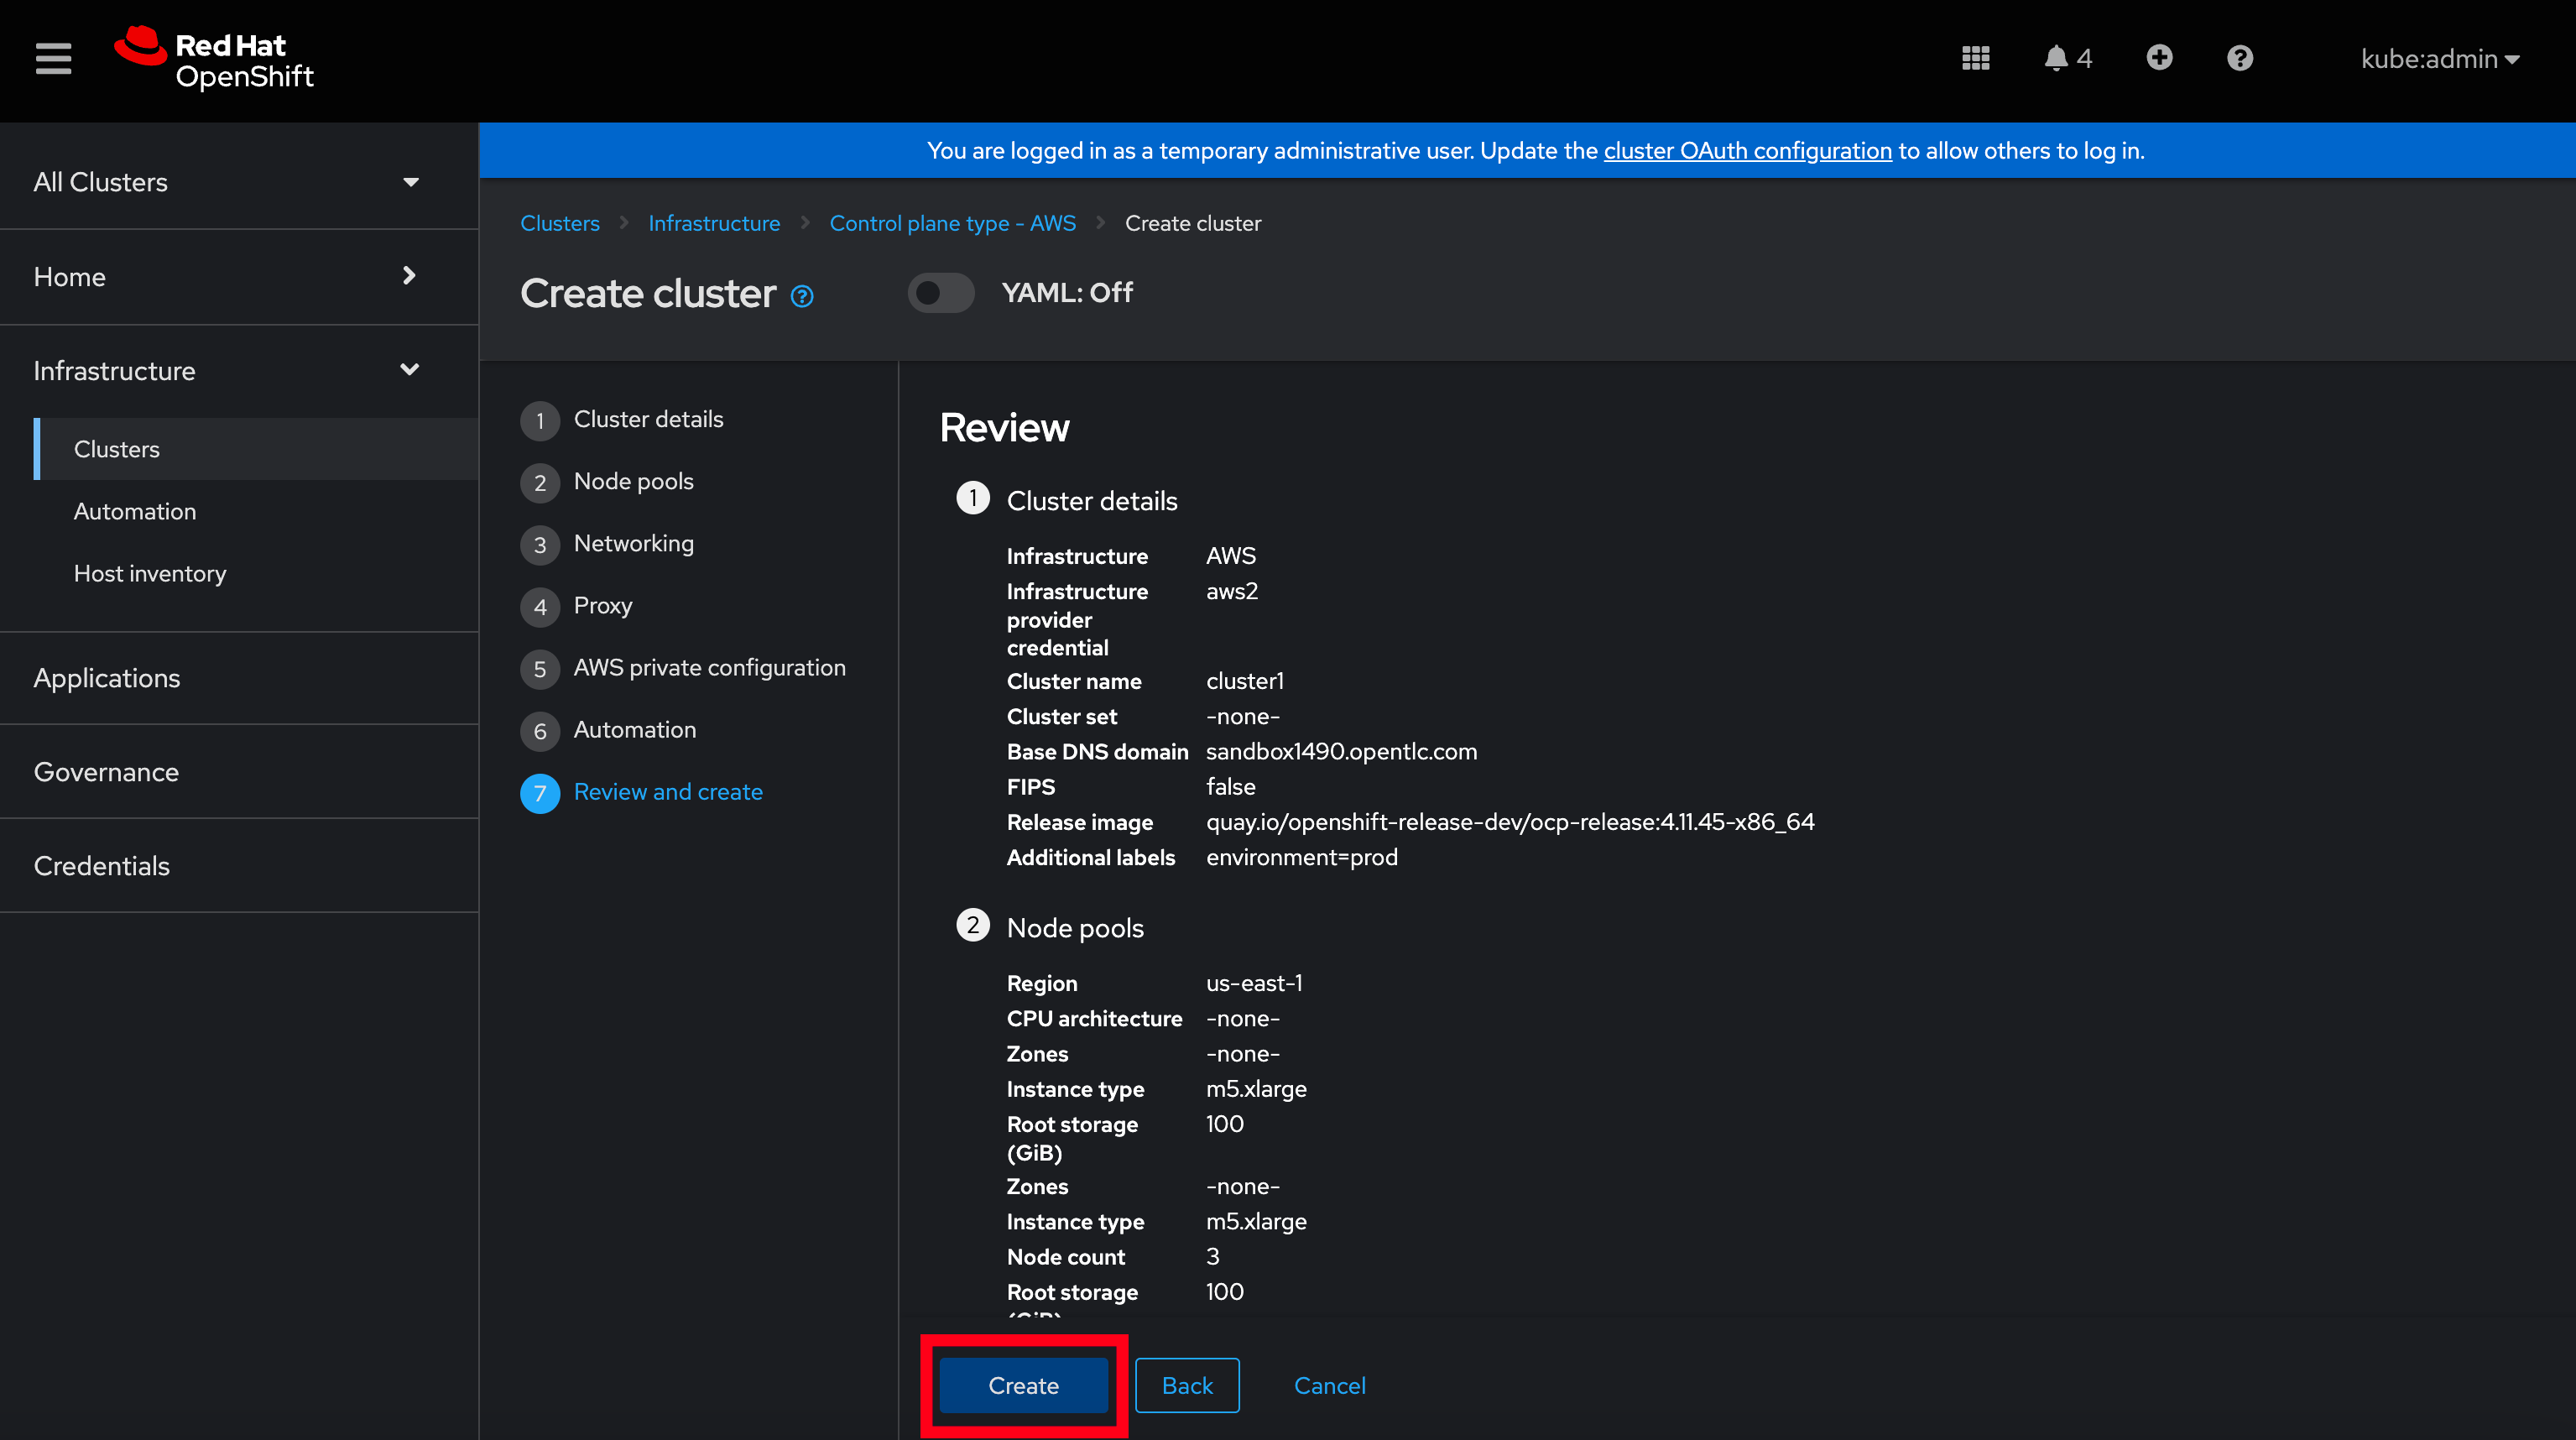 Red Hat
OpenShift
4
kube:admin
You are logged in as a temporary administrative user. Update the cluster OAuth configuration to allow others to log in.
All Clusters
Home
Infrastructure
Clusters
Automation
Host inventory
Applications
Governance
Credentials
Clusters > Infrastructure > Control plane type - AWS > Create cluster
Create cluster ?
YAML: Off
1 Cluster details
2 Node pools
3 Networking
4 Proxy
5 AWS private configuration
6 Automation
7 Review and create
Review
1 Cluster details
Infrastructure AWS
Infrastructure provider credential aws2
Cluster name cluster1
Cluster set -none-
Base DNS domain sandbox1490.opentlc.com
FIPS false
Release image quay.io/openshift-release-dev/ocp-release:4.11.45-x86_64
Additional labels environment=prod
2 Node pools
Region us-east-1
CPU architecture -none-
Zones -none-
Instance type m5.xlarge
Root storage (GiB) 100
Zones -none-
Instance type m5.xlarge
Node count 3
Root storage 100
(GiB)
Create
Back
Cancel